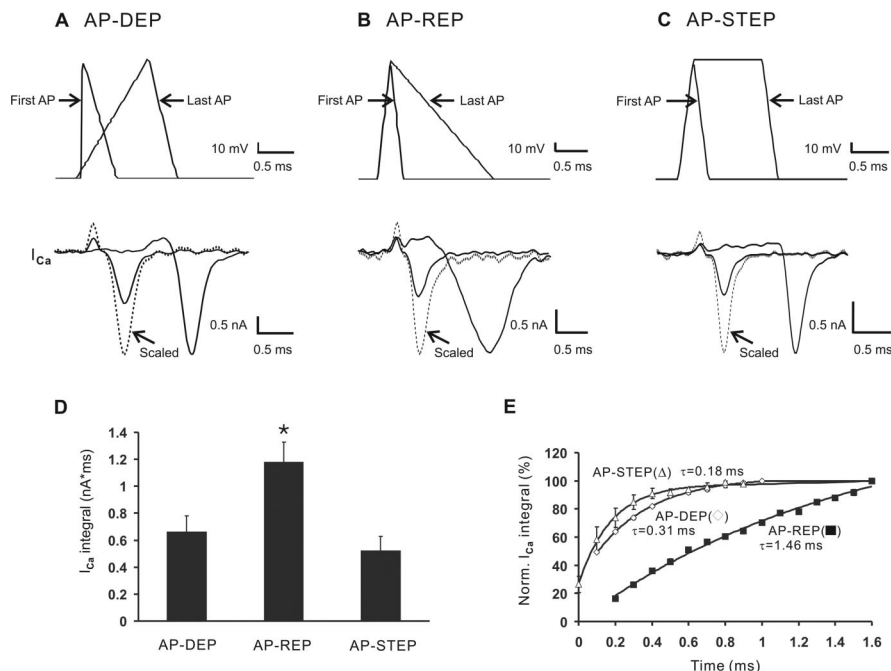 A AP-DEP
B AP-REP
C AP-STEP
First AP
Last AP
10 mV
0.5 ms
First AP
Last AP
10 mV
0.5 ms
First AP
Last AP
10 mV
0.5 ms
ICa
Scaled
0.5 nA
0.5 ms
Scaled
0.5 nA
0.5 ms
Scaled
0.5 nA
0.5 ms
D
ICa integral (nA*ms)
1.4
1.2
1
0.8
0.6
0.4
0.2
0
*
AP-DEP
AP-REP
AP-STEP
E
Norm. ICa integral (%)
120
100
80
60
40
20
0
AP-STEP(Δ) τ=0.18 ms
AP-DEP(◇)
τ=0.31 ms
AP-REP(■)
τ=1.46 ms
0
0.2
0.4
0.6
0.8
1
1.2
1.4
1.6
Time (ms)